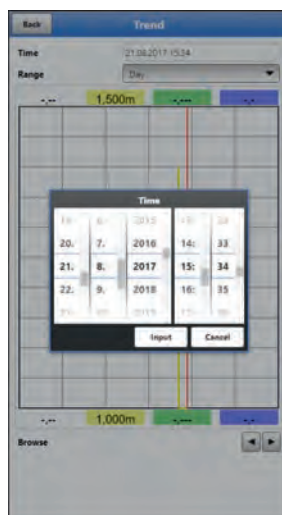 Back Trend
Time 21.08.2017 15:34
Range Day
-,-- 1,500m -,--- -,-
Time
20. 7. 2016 14: 33
21. 8. 2017 15: 34
22. 9. 2018 16: 35
Input Cancel
-,-- 1,000m -,--- -,-
Browse